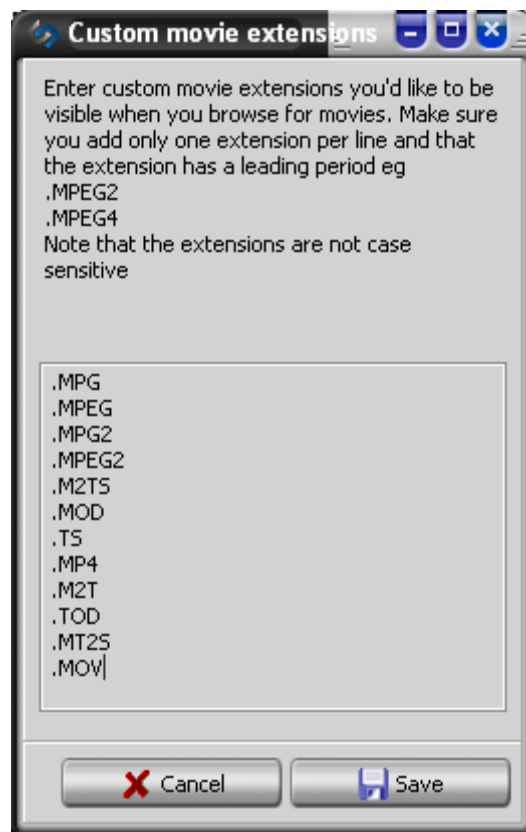 Custom movie extensions
Enter custom movie extensions you'd like to be
visible when you browse for movies. Make sure
you add only one extension per line and that
the extension has a leading period eg
.MPEG2
.MPEG4
Note that the extensions are not case
sensitive
.MPG
.MPEG
.MPG2
.MPEG2
.M2TS
.MOD
.TS
.MP4
.M2T
.TOD
.MT2S
.MOV
Cancel
Save